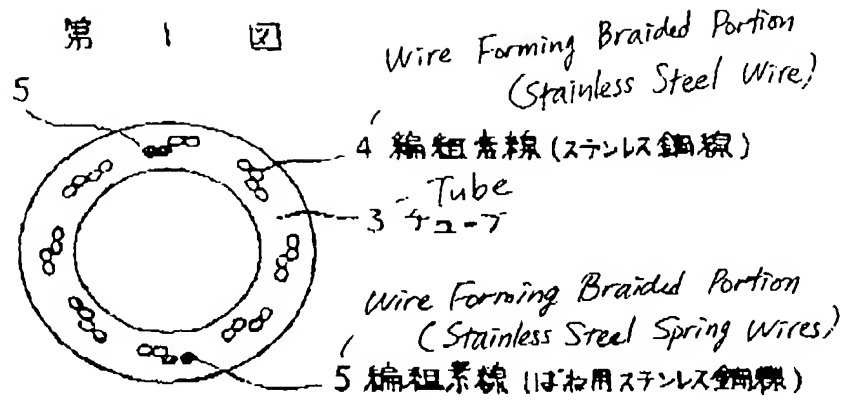 第 1 図
Wire Forming Braided Portion
(Stainless Steel Wire)
5
4 編組素線 (ステンレス鋼線)
Tube
3 チューブ
Wire Forming Braided Portion
(Stainless Steel Spring Wires)
5 編組素線 (ばね用ステンレス鋼線)